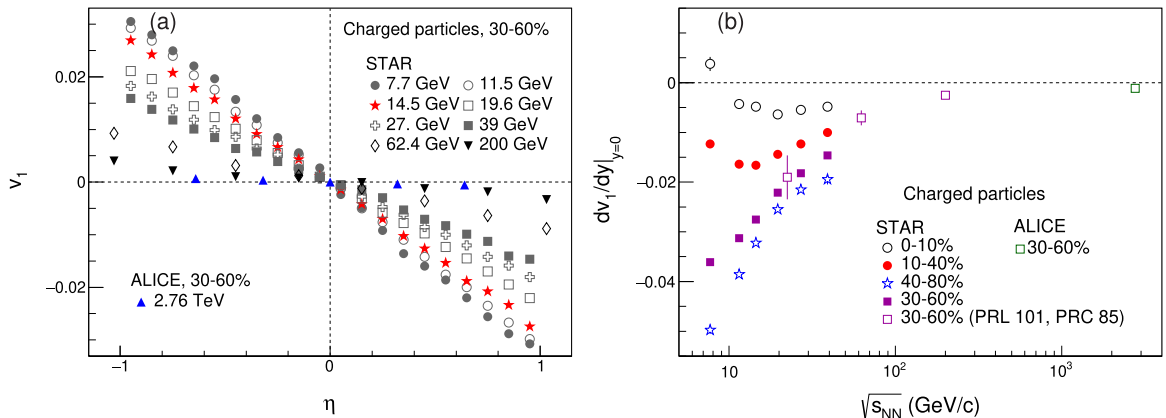 (a)
Charged particles, 30-60%
STAR
7.7 GeV
11.5 GeV
14.5 GeV
19.6 GeV
27. GeV
39 GeV
62.4 GeV
200 GeV
ALICE, 30-60%
2.76 TeV
0.02
0
−0.02
v₁
−1
0
1
η
(b)
0
−0.02
−0.04
dv₁/dy|y=0
Charged particles
STAR
0-10%
10-40%
40-80%
30-60%
30-60% (PRL 101, PRC 85)
ALICE
30-60%
10
10²
10³
√sNN (GeV/c)